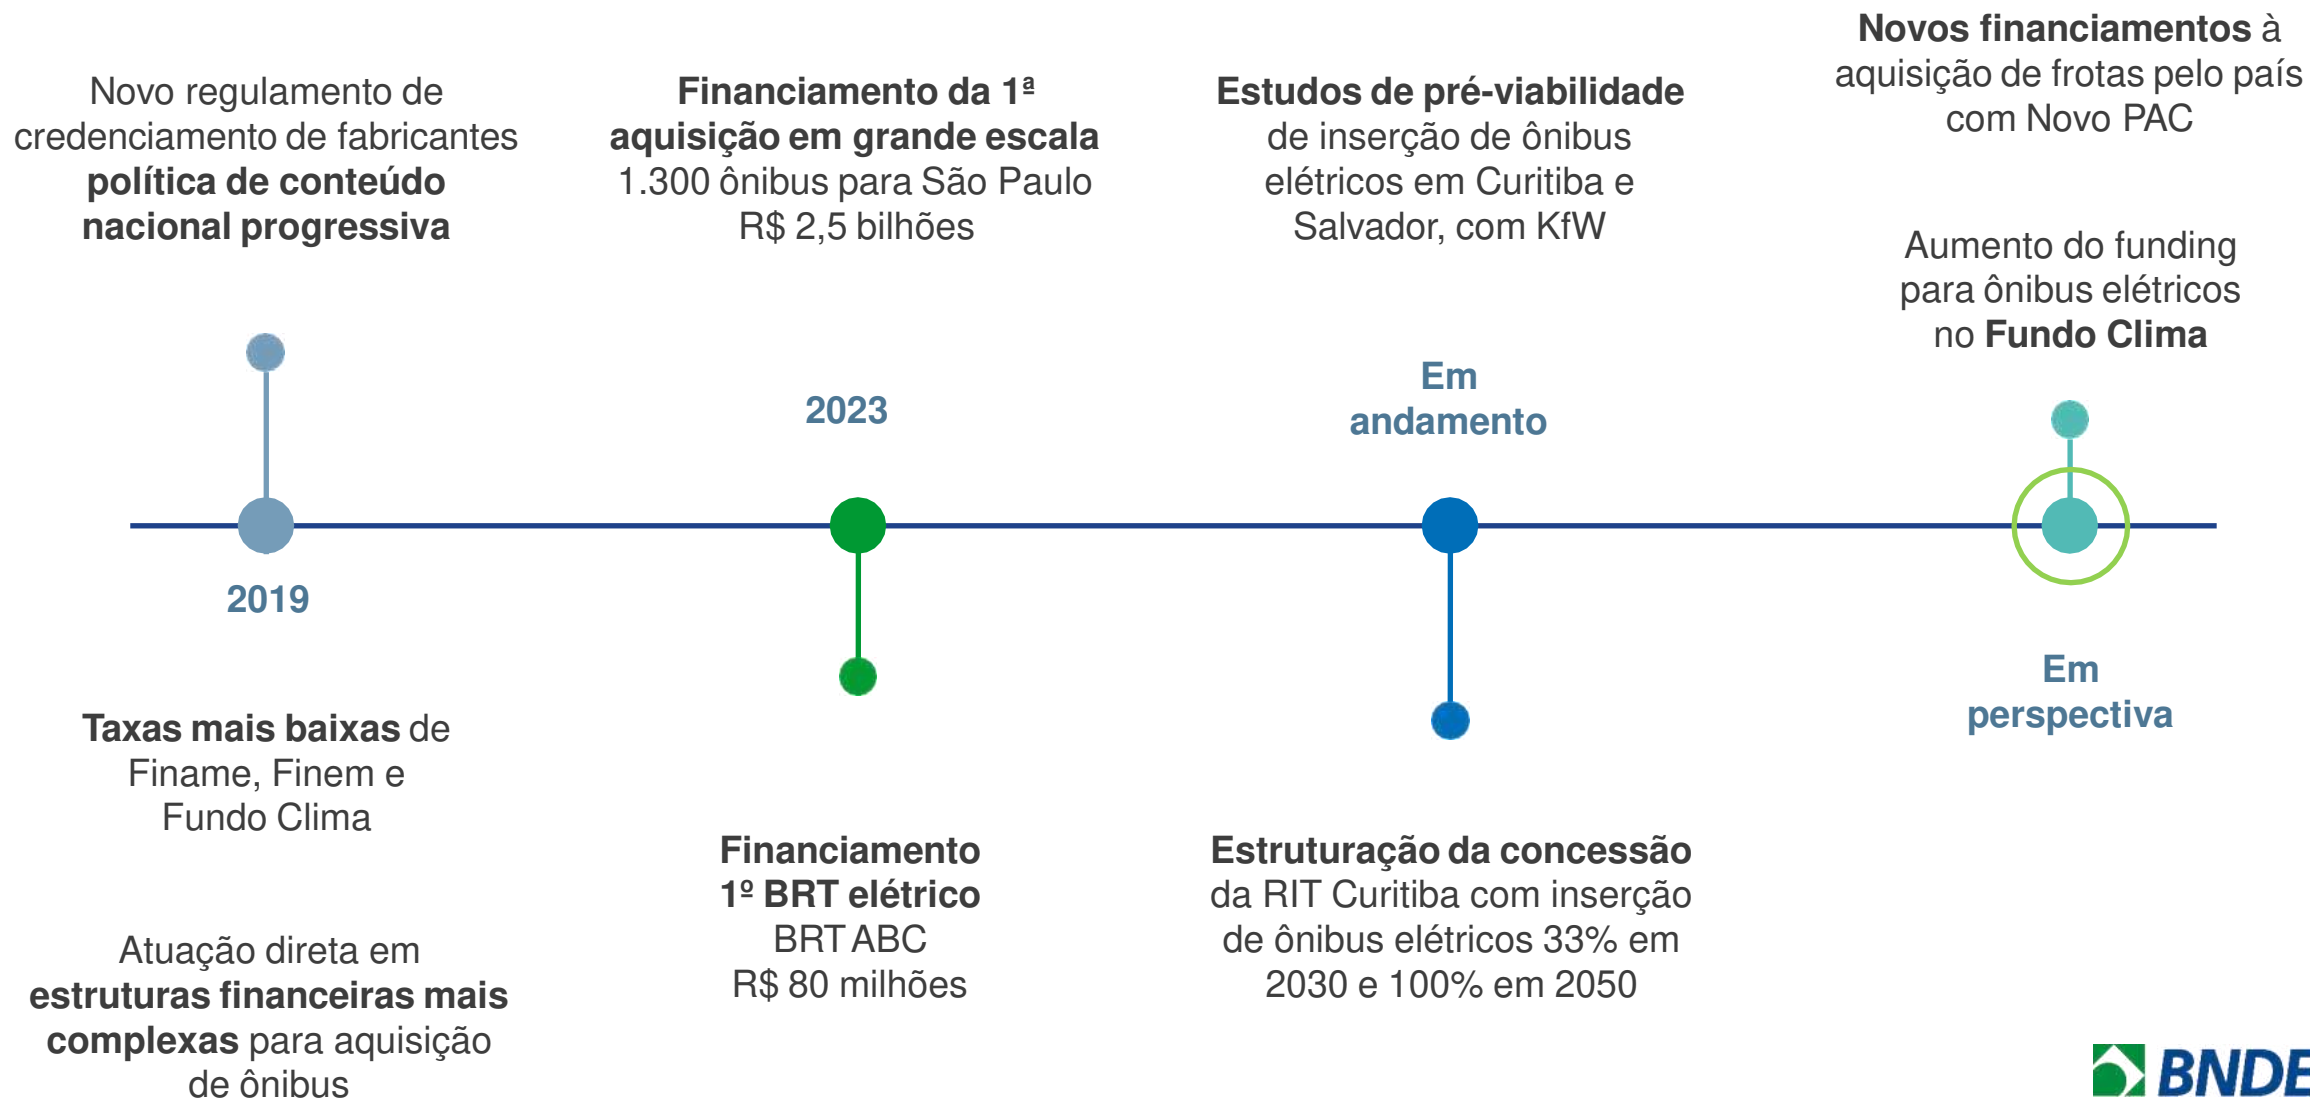 Novo regulamento de
credenciamento de fabricantes
política de conteúdo
nacional progressiva
2019
Taxas mais baixas de
Finame, Finem e
Fundo Clima
Atuação direta em
estruturas financeiras mais
complexas para aquisição
de ônibus
Financiamento da 1ª
aquisição em grande escala
1.300 ônibus para São Paulo
R$ 2,5 bilhões
2023
Financiamento
1º BRT elétrico
BRT ABC
R$ 80 milhões
Estudos de pré-viabilidade
de inserção de ônibus
elétricos em Curitiba e
Salvador, com KfW
Em
andamento
Estruturação da concessão
da RIT Curitiba com inserção
de ônibus elétricos 33% em
2030 e 100% em 2050
Novos financiamentos à
aquisição de frotas pelo país
com Novo PAC
Aumento do funding
para ônibus elétricos
no Fundo Clima
Em
perspectiva
BNDE